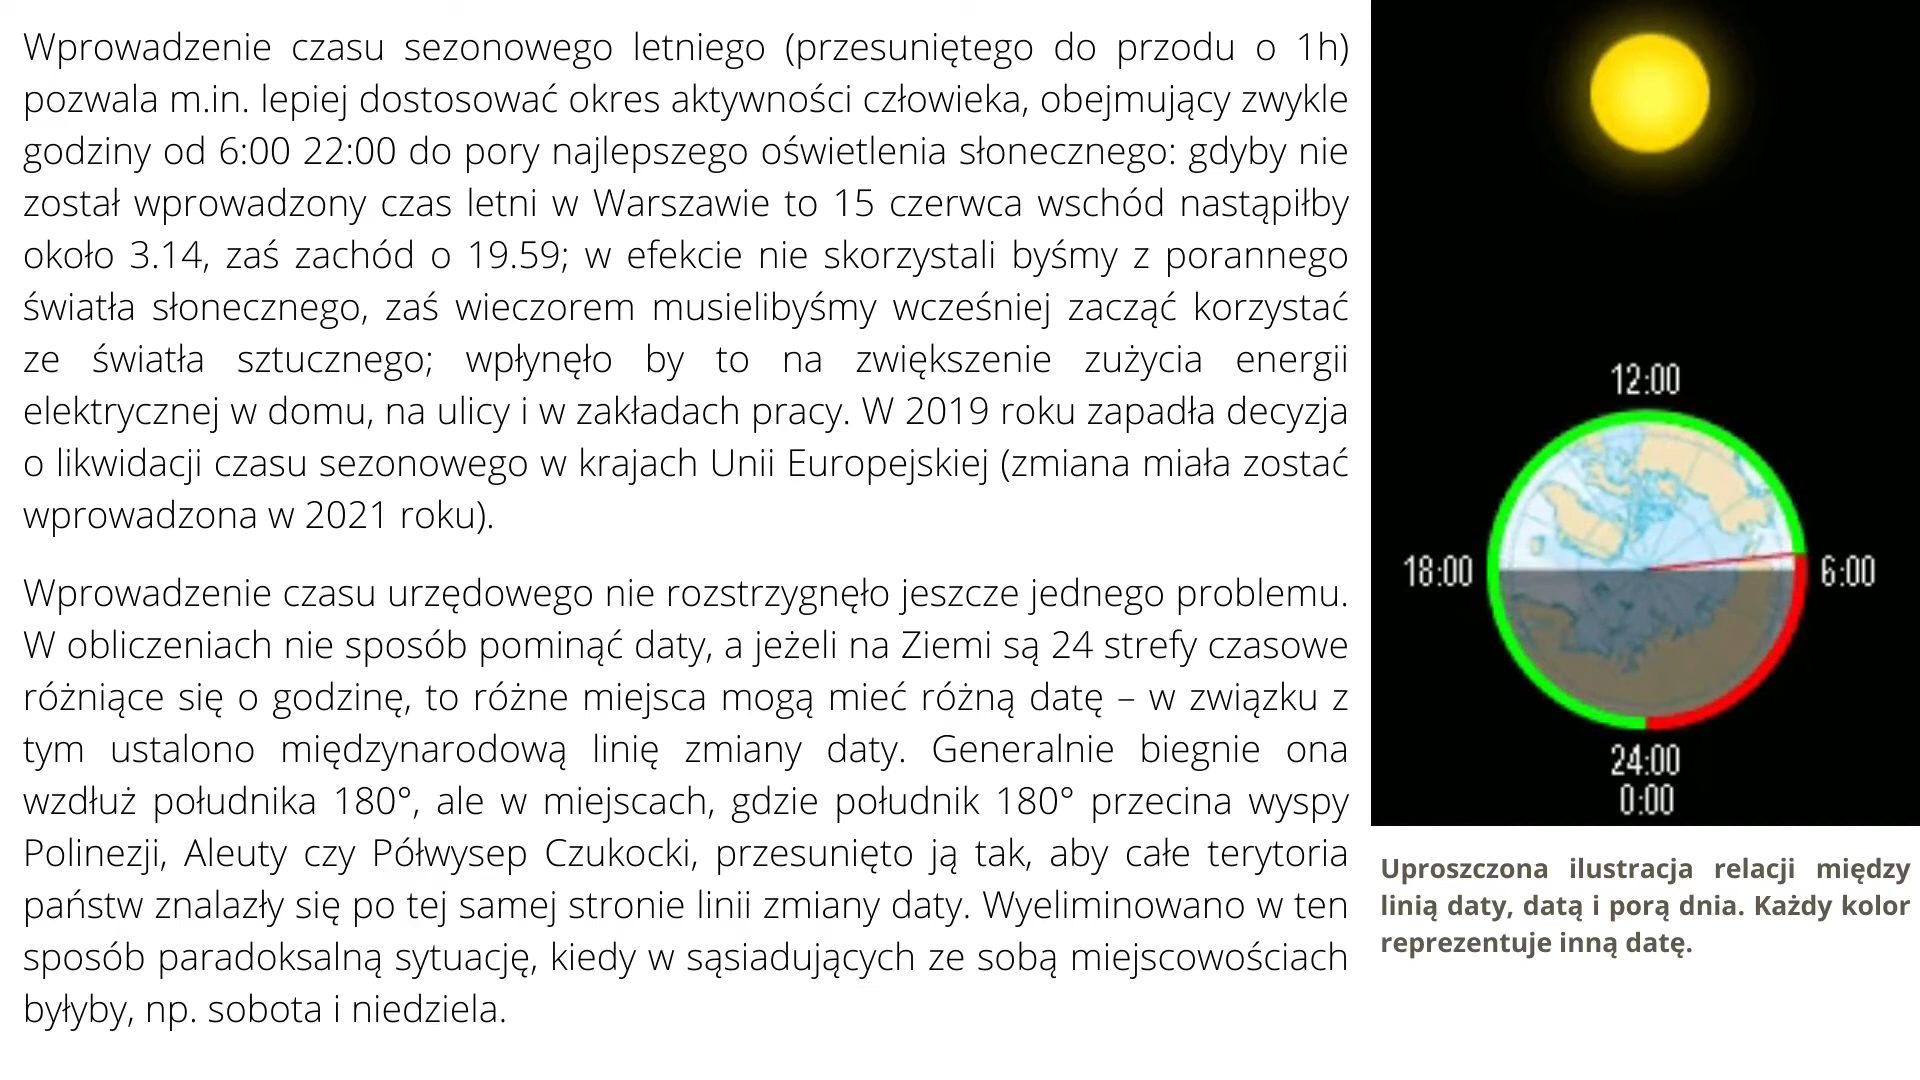 Wprowadzenie czasu sezonowego letniego (przesuniętego do przodu o 1h)
pozwala m.in. lepiej dostosować okres aktywności człowieka, obejmujący zwykle
godziny od 6:00 22:00 do pory najlepszego oświetlenia słonecznego: gdyby nie
został wprowadzony czas letni w Warszawie to 15 czerwca wschód nastąpiłby
około 3.14, zaś zachód o 19.59; w efekcie nie skorzystali byśmy z porannego
światła słonecznego, zaś wieczorem musielibyśmy wcześniej zacząć korzystać
ze światła sztucznego; wpłynęło by to na zwiększenie zużycia energii
elektrycznej w domu, na ulicy i w zakładach pracy. W 2019 roku zapadła decyzja
o likwidacji czasu sezonowego w krajach Unii Europejskiej (zmiana miała zostać
wprowadzona w 2021 roku).
Wprowadzenie czasu urzędowego nie rozstrzygnęło jeszcze jednego problemu.
W obliczeniach nie sposób pominąć daty, a jeżeli na Ziemi są 24 strefy czasowe
różniące się o godzinę, to różne miejsca mogą mieć różną datę – w związku z
tym ustalono międzynarodową linię zmiany daty. Generalnie biegnie ona
wzdłuż południka 180°, ale w miejscach, gdzie południk 180° przecina wyspy
Polinezji, Aleuty czy Półwysep Czukocki, przesunięto ją tak, aby całe terytoria
państw znalazły się po tej samej stronie linii zmiany daty. Wyeliminowano w ten
sposób paradoksalną sytuację, kiedy w sąsiadujących ze sobą miejscowościach
byłyby, np. sobota i niedziela.
12:00
18:00
6:00
24:00
0:00
Uproszczona ilustracja relacji między
linią daty, datą i porą dnia. Każdy kolor
reprezentuje inną datę.